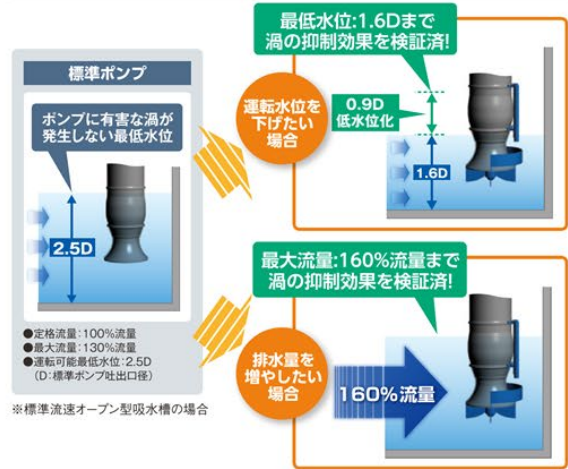 標準ポンプ
ポンプに有害な渦が
発生しない最低水位
2.5D
●定格流量:100%流量
●最大流量:130%流量
●運転可能最低水位:2.5D
(D:標準ポンプ吐出口径)
※標準流速オープン型吸水槽の場合
最低水位:1.6Dまで
渦の抑制効果を検証済!
運転水位を
下げたい
場合
0.9D
低水位化
1.6D
最大流量:160%流量まで
渦の抑制効果を検証済!
排水量を
増やしたい
場合
160%流量